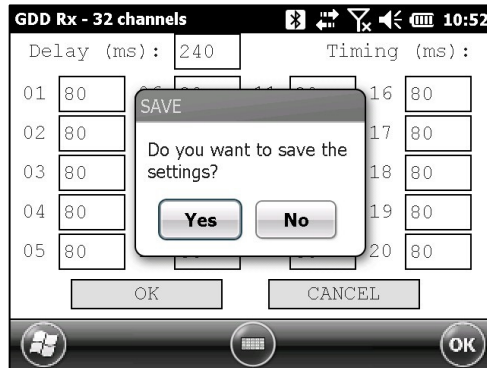 GDD Rx - 32 channels 10:52
Delay (ms): 240 Timing (ms):
01 80 16 80
SAVE
02 80 17 80
Do you want to save the
settings?
03 80 18 80
04 80 19 80
Yes No
05 80 20 80
OK CANCEL
OK